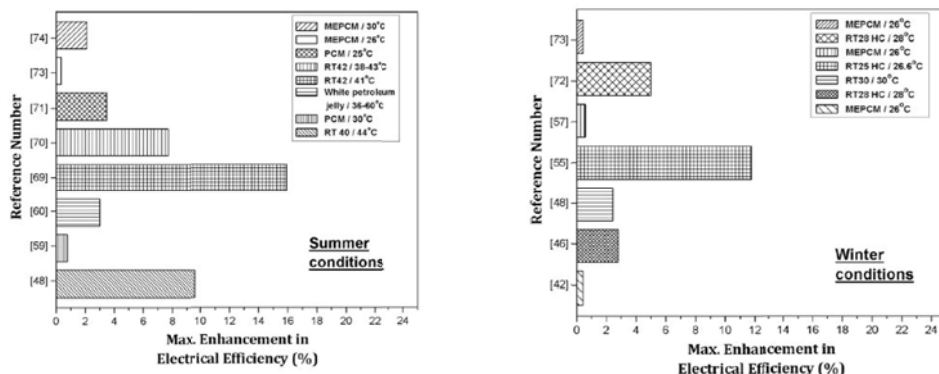 Reference Number
[74]
[73]
[71]
[70]
[69]
[60]
[59]
[48]
MEPCM / 30°C
MEPCM / 26°C
PCM / 25°C
RT42 / 38-43°C
RT42 / 41°C
White petroleum
jelly / 36-60°C
PCM / 30°C
RT 40 / 44°C
Summer
conditions
0 2 4 6 8 10 12 14 16 18 20 22 24
Max. Enhancement in
Electrical Efficiency (%)
Reference Number
[73]
[72]
[57]
[55]
[48]
[46]
[42]
MEPCM / 26°C
RT28 HC / 28°C
MEPCM / 26°C
RT25 HC / 26.6°C
RT30 / 30°C
RT28 HC / 28°C
MEPCM / 26°C
Winter
conditions
0 2 4 6 8 10 12 14 16 18 20 22 24
Max. Enhancement in
Electrical Efficiency (%)